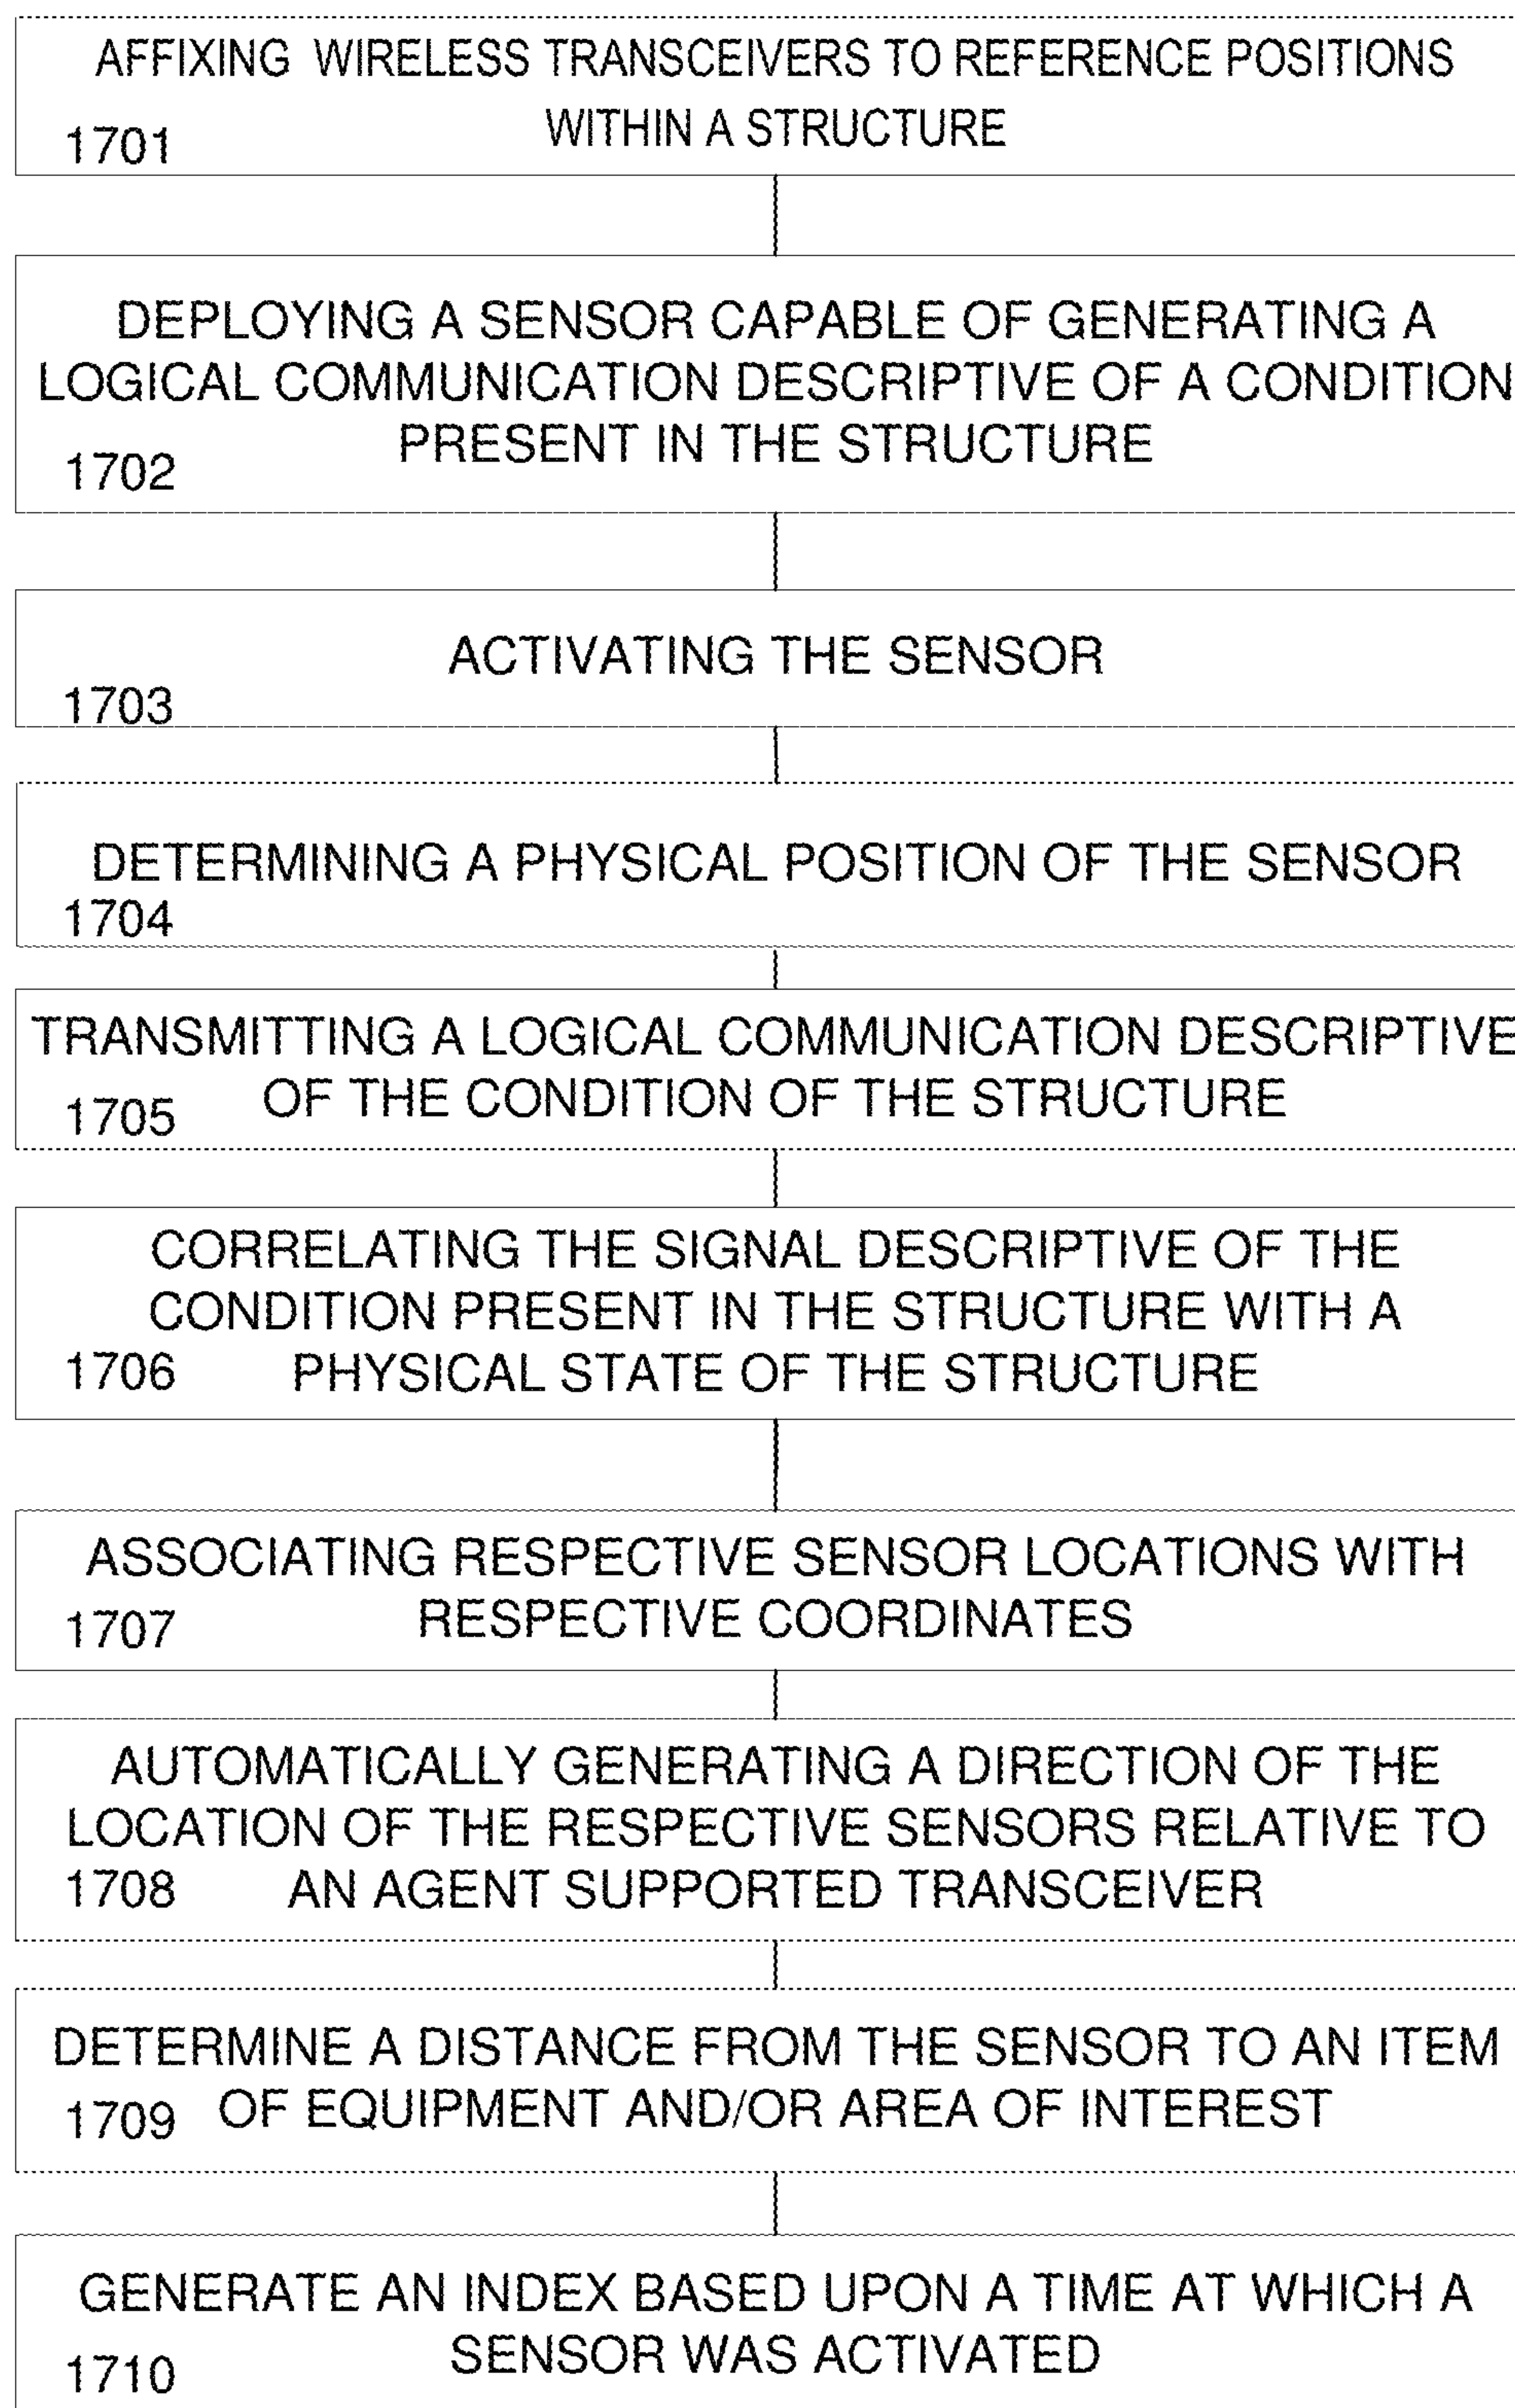 AFFIXING WIRELESS TRANSCEIVERS TO REFERENCE POSITIONS
WITHIN A STRUCTURE
1701
DEPLOYING A SENSOR CAPABLE OF GENERATING A
LOGICAL COMMUNICATION DESCRIPTIVE OF A CONDITION
PRESENT IN THE STRUCTURE
1702
ACTIVATING THE SENSOR
1703
DETERMINING A PHYSICAL POSITION OF THE SENSOR
1704
TRANSMITTING A LOGICAL COMMUNICATION DESCRIPTIVE
OF THE CONDITION OF THE STRUCTURE
1705
CORRELATING THE SIGNAL DESCRIPTIVE OF THE
CONDITION PRESENT IN THE STRUCTURE WITH A
1706 PHYSICAL STATE OF THE STRUCTURE
ASSOCIATING RESPECTIVE SENSOR LOCATIONS WITH
RESPECTIVE COORDINATES
1707
AUTOMATICALLY GENERATING A DIRECTION OF THE
LOCATION OF THE RESPECTIVE SENSORS RELATIVE TO
1708 AN AGENT SUPPORTED TRANSCEIVER
DETERMINE A DISTANCE FROM THE SENSOR TO AN ITEM
1709 OF EQUIPMENT AND/OR AREA OF INTEREST
GENERATE AN INDEX BASED UPON A TIME AT WHICH A
SENSOR WAS ACTIVATED
1710